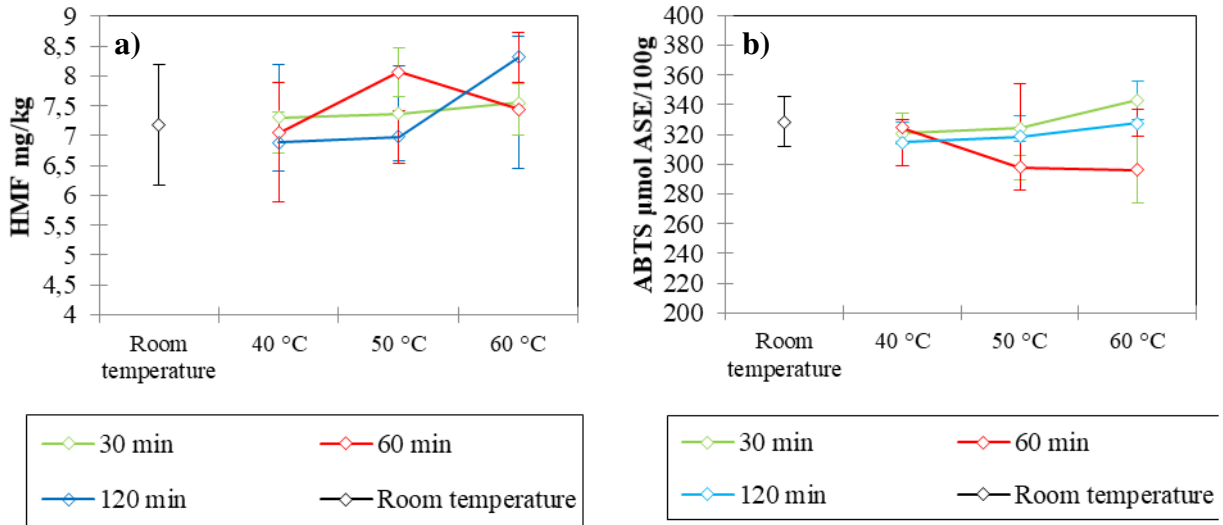 a)
HMF mg/kg
9
8,5
8
7,5
7
6,5
6
5,5
5
4,5
4
Room
temperature
40 °C
50 °C
60 °C
30 min
60 min
120 min
Room temperature
b)
ABTS µmol ASE/100g
400
380
360
340
320
300
280
260
240
220
200
Room
temperature
40 °C
50 °C
60 °C
30 min
60 min
120 min
Room temperature